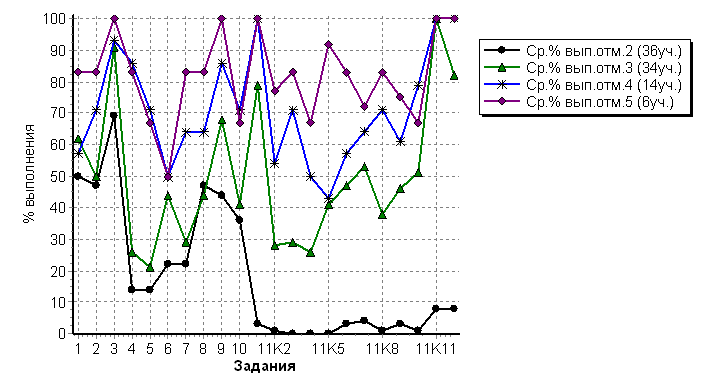 % выполнения
100
90
80
70
60
50
40
30
20
10
0
1 2 3 4 5 6 7 8 9 10 11К2 11К5 11К8 11К11
Задания
Ср.% вып.отм.2 (36уч.)
Ср.% вып.отм.3 (34уч.)
Ср.% вып.отм.4 (14уч.)
Ср.% вып.отм.5 (6уч.)